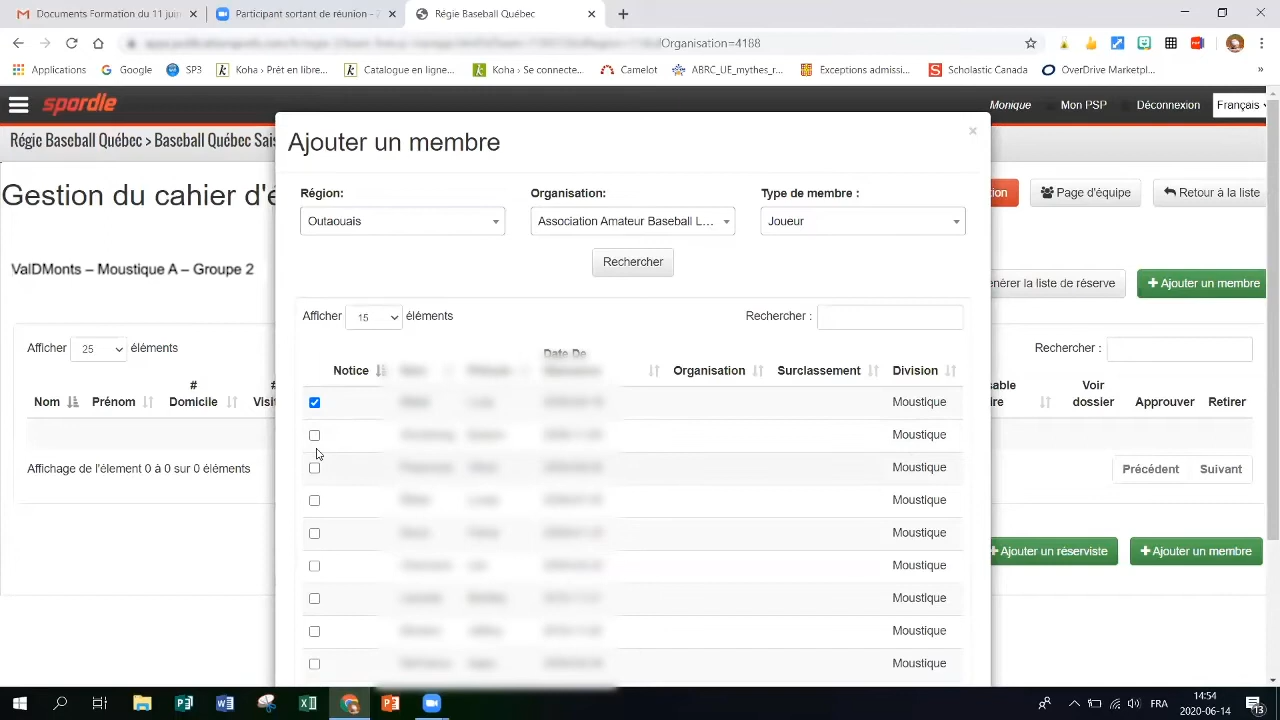 Documents Formation du 11 jun
Participant sortant de réunion -
Régie Baseball Québec
Organisation=4188
Applications
Google
SP3
Koha › Prêt en libre...
Catalogue en ligne...
Koha › Se connecte...
Camelot
ABRC_UE_mythes_r...
Exceptions soumissi...
Scholastic Canada
OverDrive Marketpl...
»
spordle
Monique
Mon PSP
Déconnexion
Français
Régie Baseball Québec > Baseball Québec Sais
Gestion du cahier d'é
ion
Page d'équipe
Retour à la liste
ValDMonts – Moustique A – Groupe 2
nérer la liste de réserve
+ Ajouter un membre
Afficher 25 éléments
Rechercher :
Nom
Prénom
# Domicile
# Visit
sable
ire
Voir dossier
Approuver
Retirer
Affichage de l'élement 0 à 0 sur 0 éléments
Précédent
Suivant
+ Ajouter un réserviste
+ Ajouter un membre
Ajouter un membre
×
Région:
Organisation:
Type de membre :
Outaouais
Association Amateur Baseball L...
Joueur
Rechercher
Afficher 15 éléments
Rechercher :
Notice
Date De
Organisation
Surclassement
Division
Moustique
Moustique
Moustique
Moustique
Moustique
Moustique
Moustique
Moustique
Moustique
FRA
14:54
2020-06-14
13